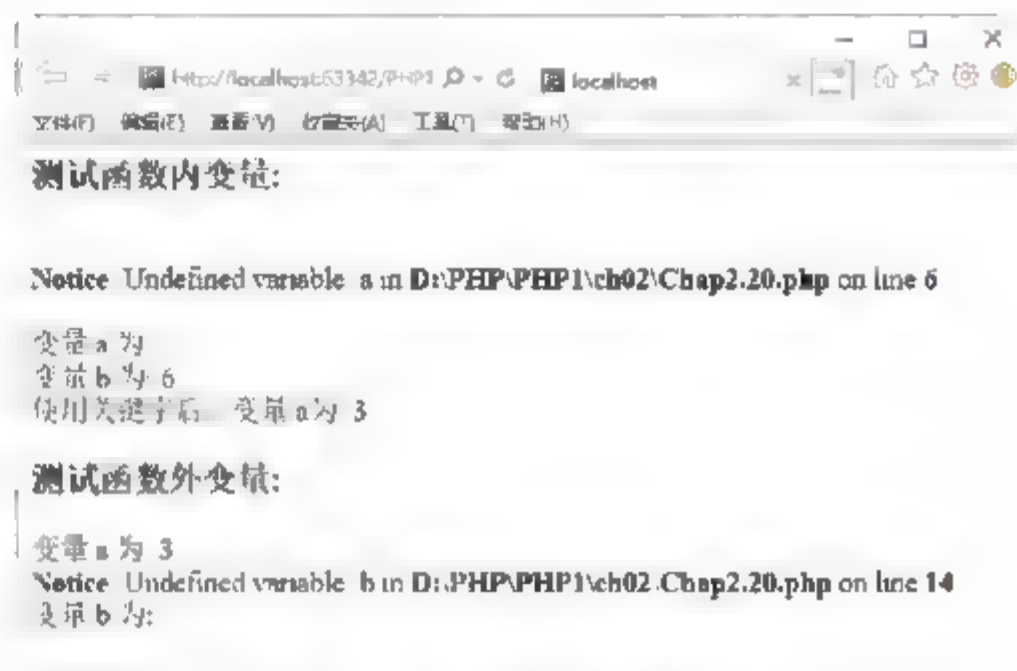 http://localhost:63342/PHP1 localhost
文件(F) 编辑(E) 查看(V) 收藏夹(A) 工具(T) 帮助(H)
测试函数内变量:
Notice Undefined variable a in D:\PHP\PHP1\ch02\Chap2.20.php on line 6
变量 a 为
变量 b 为 6
使用关键字后 变量 a 为 3
测试函数外变量:
变量 a 为 3
Notice Undefined variable b in D:\PHP\PHP1\ch02\Chap2.20.php on line 14
变量 b 为: